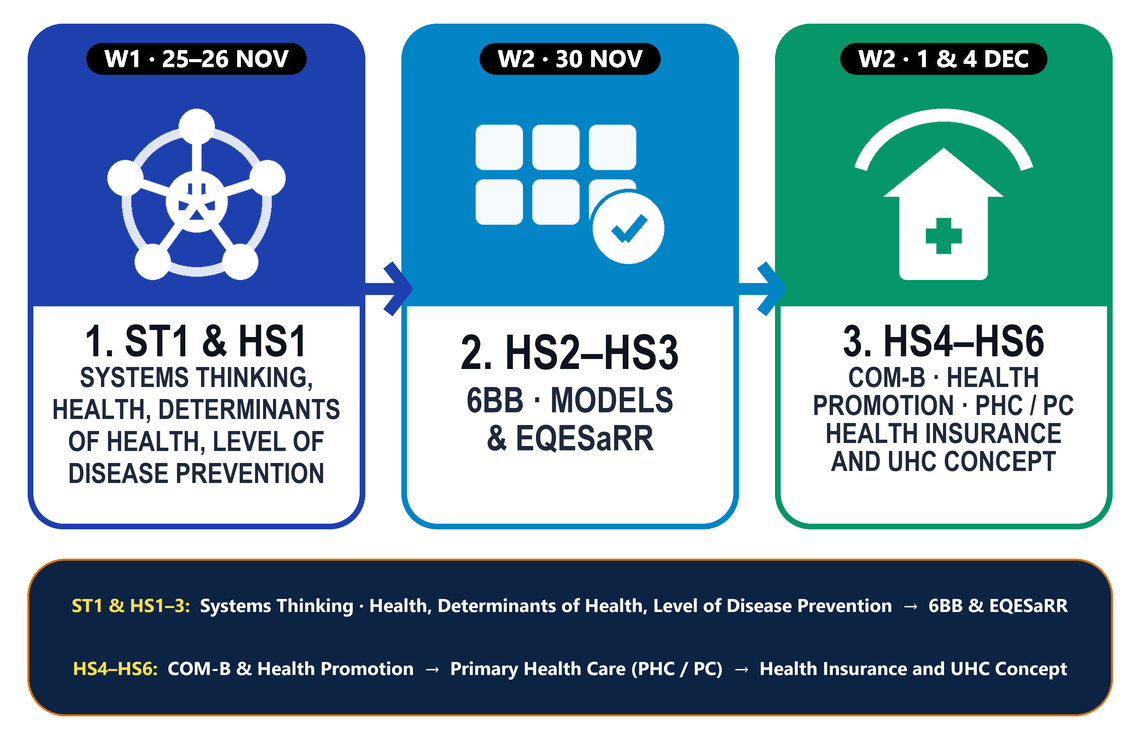 W1 · 25–26 NOV
1. ST1 & HS1
SYSTEMS THINKING,
HEALTH, DETERMINANTS
OF HEALTH, LEVEL OF
DISEASE PREVENTION
W2 · 30 NOV
2. HS2–HS3
6BB · MODELS
& EQESaRR
W2 · 1 & 4 DEC
3. HS4–HS6
COM-B · HEALTH
PROMOTION · PHC / PC
HEALTH INSURANCE
AND UHC CONCEPT
ST1 & HS1–3: Systems Thinking · Health, Determinants of Health, Level of Disease Prevention → 6BB & EQESaRR
HS4–HS6: COM-B & Health Promotion → Primary Health Care (PHC / PC) → Health Insurance and UHC Concept